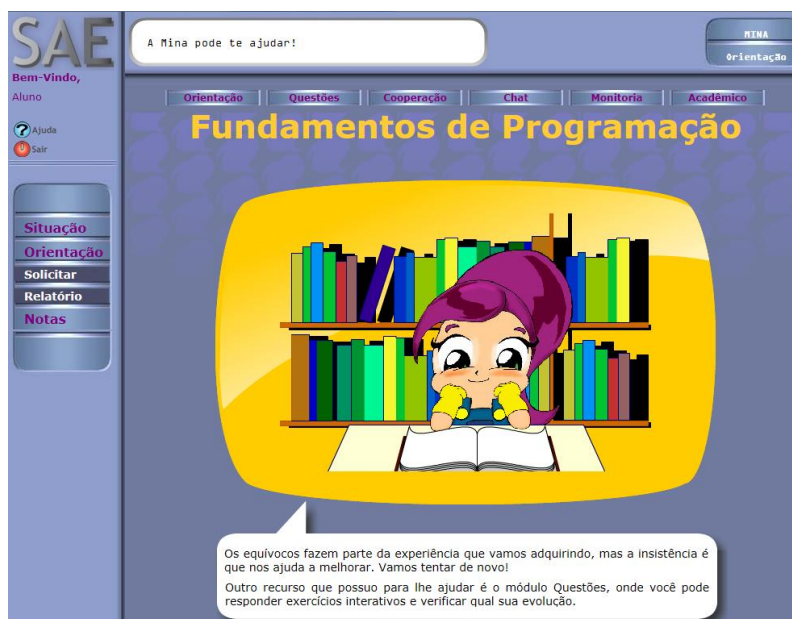 SAE
Bem-Vindo,
Aluno
Ajuda
Sair
Situação
Orientação
Solicitar
Relatório
Notas
A Mina pode te ajudar!
MINA
Orientação
Orientação Questões Cooperação Chat Monitoria Acadêmico
Fundamentos de Programação
Os equívocos fazem parte da experiência que vamos adquirindo, mas a insistência é
que nos ajuda a melhorar. Vamos tentar de novo!
Outro recurso que possuo para lhe ajudar é o módulo Questões, onde você pode
responder exercícios interativos e verificar qual sua evolução.